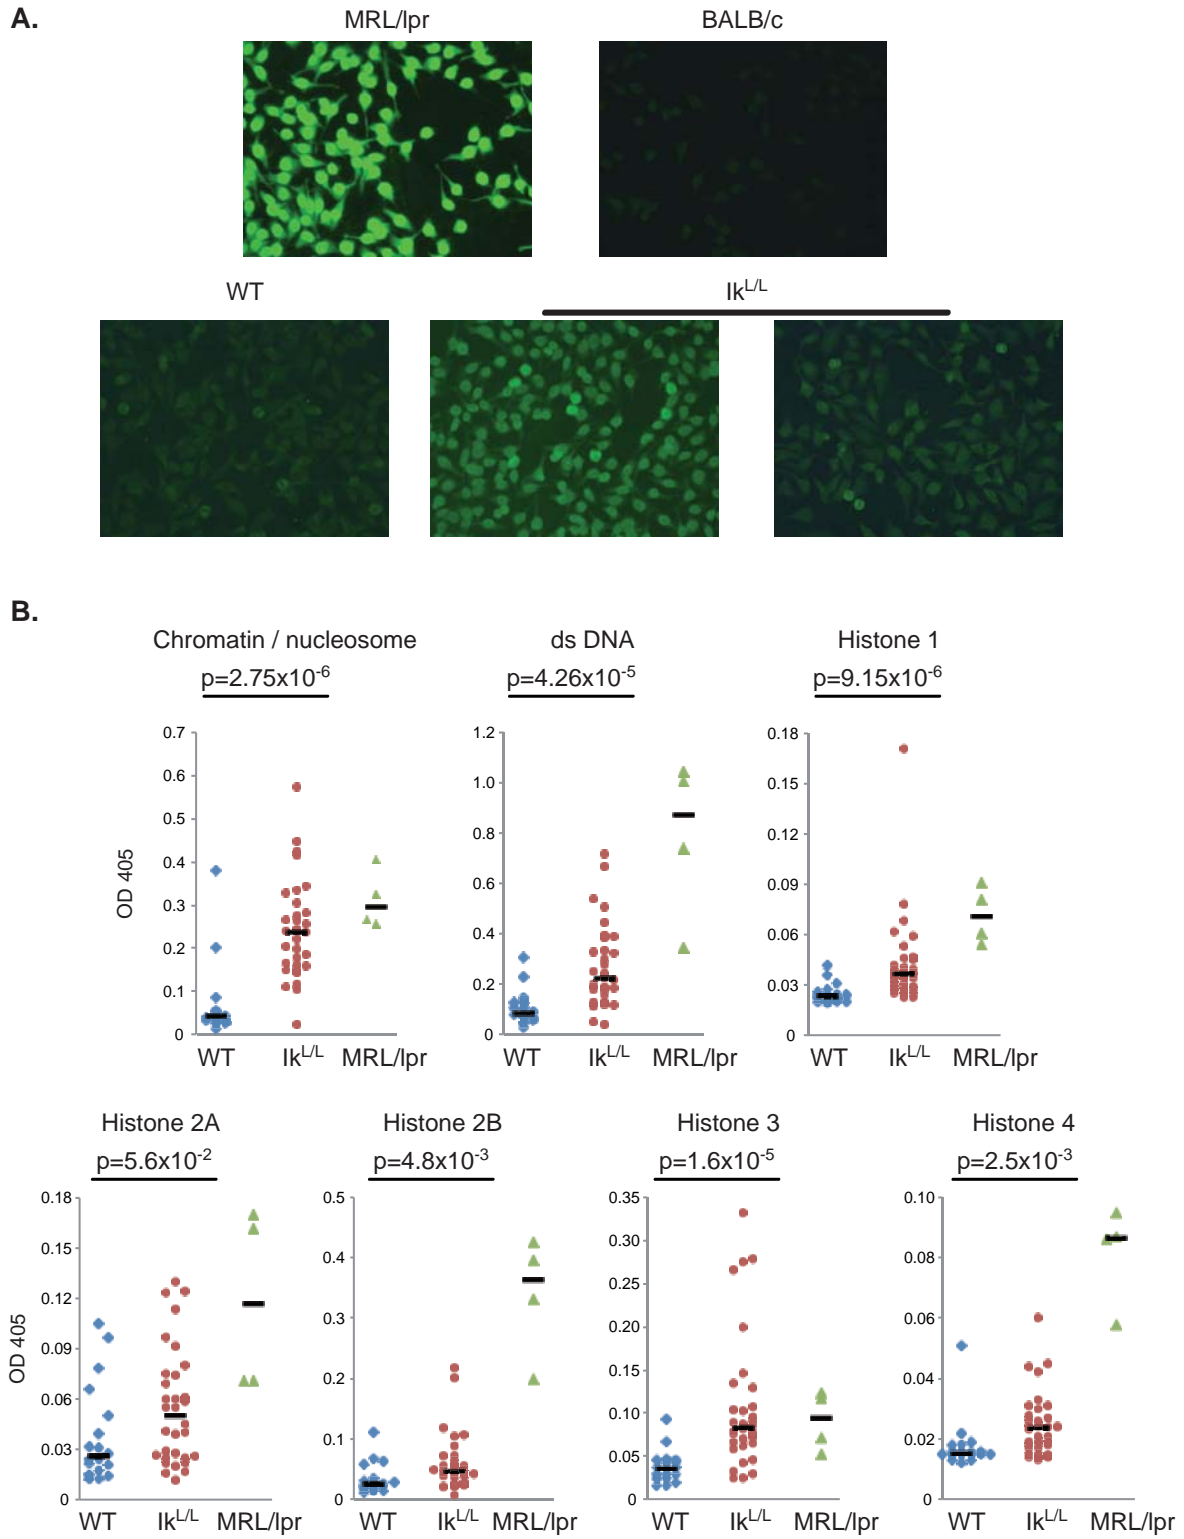 A.
MRL/lpr BALB/c
WT Ik^L/L
B.
Chromatin / nucleosome ds DNA Histone 1
p=2.75x10^-6 p=4.26x10^-5 p=9.15x10^-6
OD 405
0.7
0.6
0.5
0.4
0.3
0.2
0.1
0
WT Ik^L/L MRL/lpr
1.2
1.0
0.8
0.6
0.4
0.2
0
WT Ik^L/L MRL/lpr
0.18
0.15
0.12
0.09
0.06
0.03
0
WT Ik^L/L MRL/lpr
Histone 2A Histone 2B Histone 3 Histone 4
p=5.6x10^-2 p=4.8x10^-3 p=1.6x10^-5 p=2.5x10^-3
OD 405
0.18
0.15
0.12
0.09
0.06
0.03
0
WT Ik^L/L MRL/lpr
0.5
0.4
0.3
0.2
0.1
0
WT Ik^L/L MRL/lpr
0.35
0.30
0.25
0.20
0.15
0.10
0.05
0
WT Ik^L/L MRL/lpr
0.10
0.08
0.06
0.04
0.02
0
WT Ik^L/L MRL/lpr